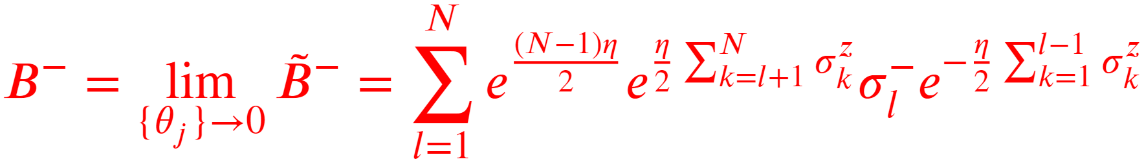 $B^{-} = \lim_{\{\theta_j\}\to 0} \tilde{B}^{-} = \sum_{l=1}^{N} e^{\frac{(N-1)\eta}{2}} e^{\frac{\eta}{2}\sum_{k=l+1}^{N} \sigma_k^z} \sigma_l^{-} e^{-\frac{\eta}{2}\sum_{k=1}^{l-1} \sigma_k^z}$